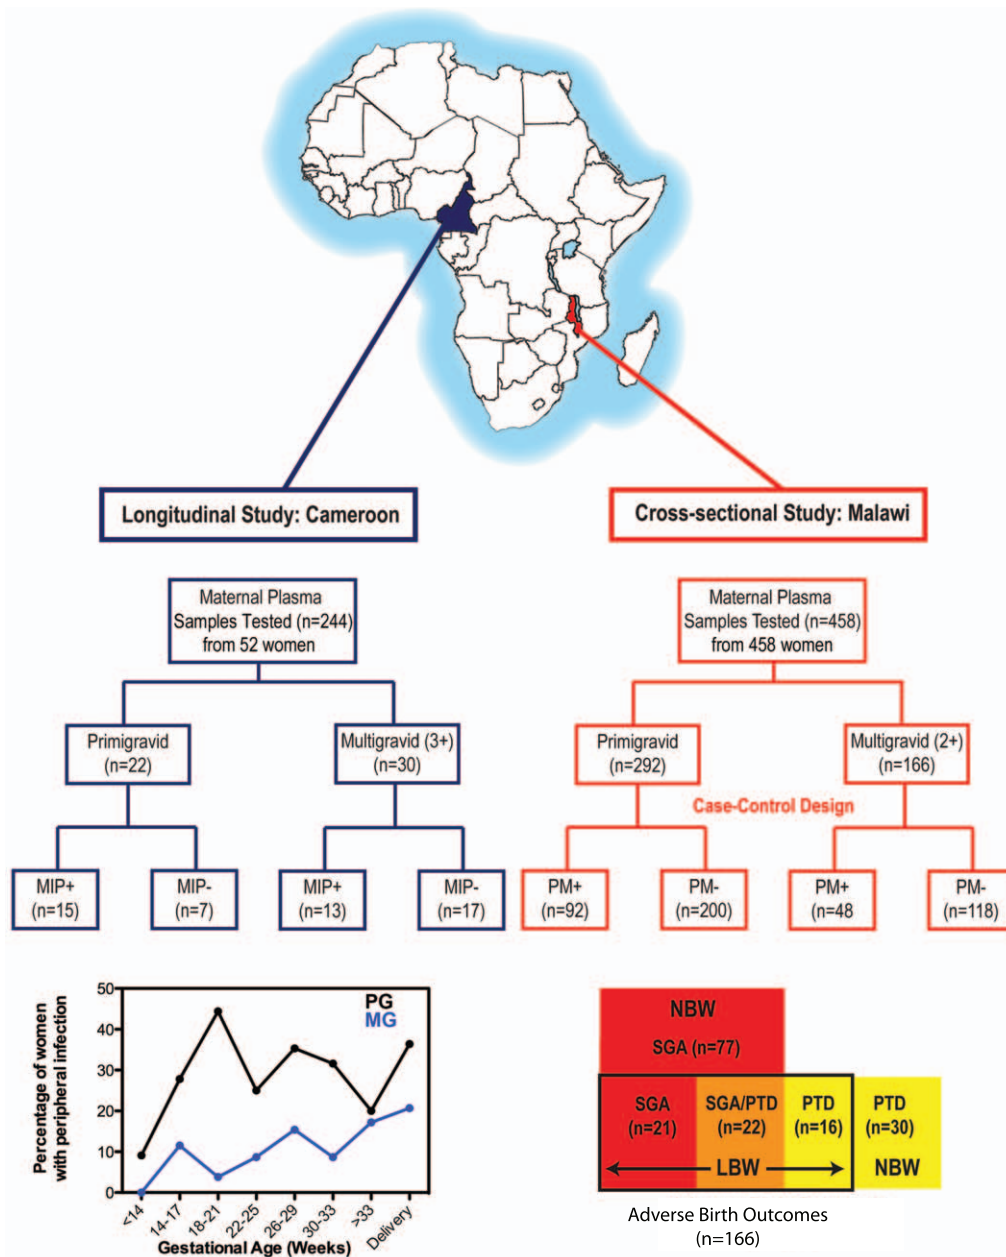 Longitudinal Study: Cameroon
Cross-sectional Study: Malawi
Maternal Plasma
Samples Tested (n=244)
from 52 women
Maternal Plasma
Samples Tested (n=458)
from 458 women
Primigravid
(n=22)
Multigravid (3+)
(n=30)
Primigravid
(n=292)
Multigravid (2+)
(n=166)
Case-Control Design
MIP+
(n=15)
MIP-
(n=7)
MIP+
(n=13)
MIP-
(n=17)
PM+
(n=92)
PM-
(n=200)
PM+
(n=48)
PM-
(n=118)
Percentage of women
with peripheral infection
50
40
30
20
10
0
PG
MG
<14
14-17
18-21
22-25
26-29
30-33
>33
Delivery
Gestational Age (Weeks)
NBW
SGA (n=77)
SGA
(n=21)
SGA/PTD
(n=22)
PTD
(n=16)
PTD
(n=30)
LBW
NBW
Adverse Birth Outcomes
(n=166)